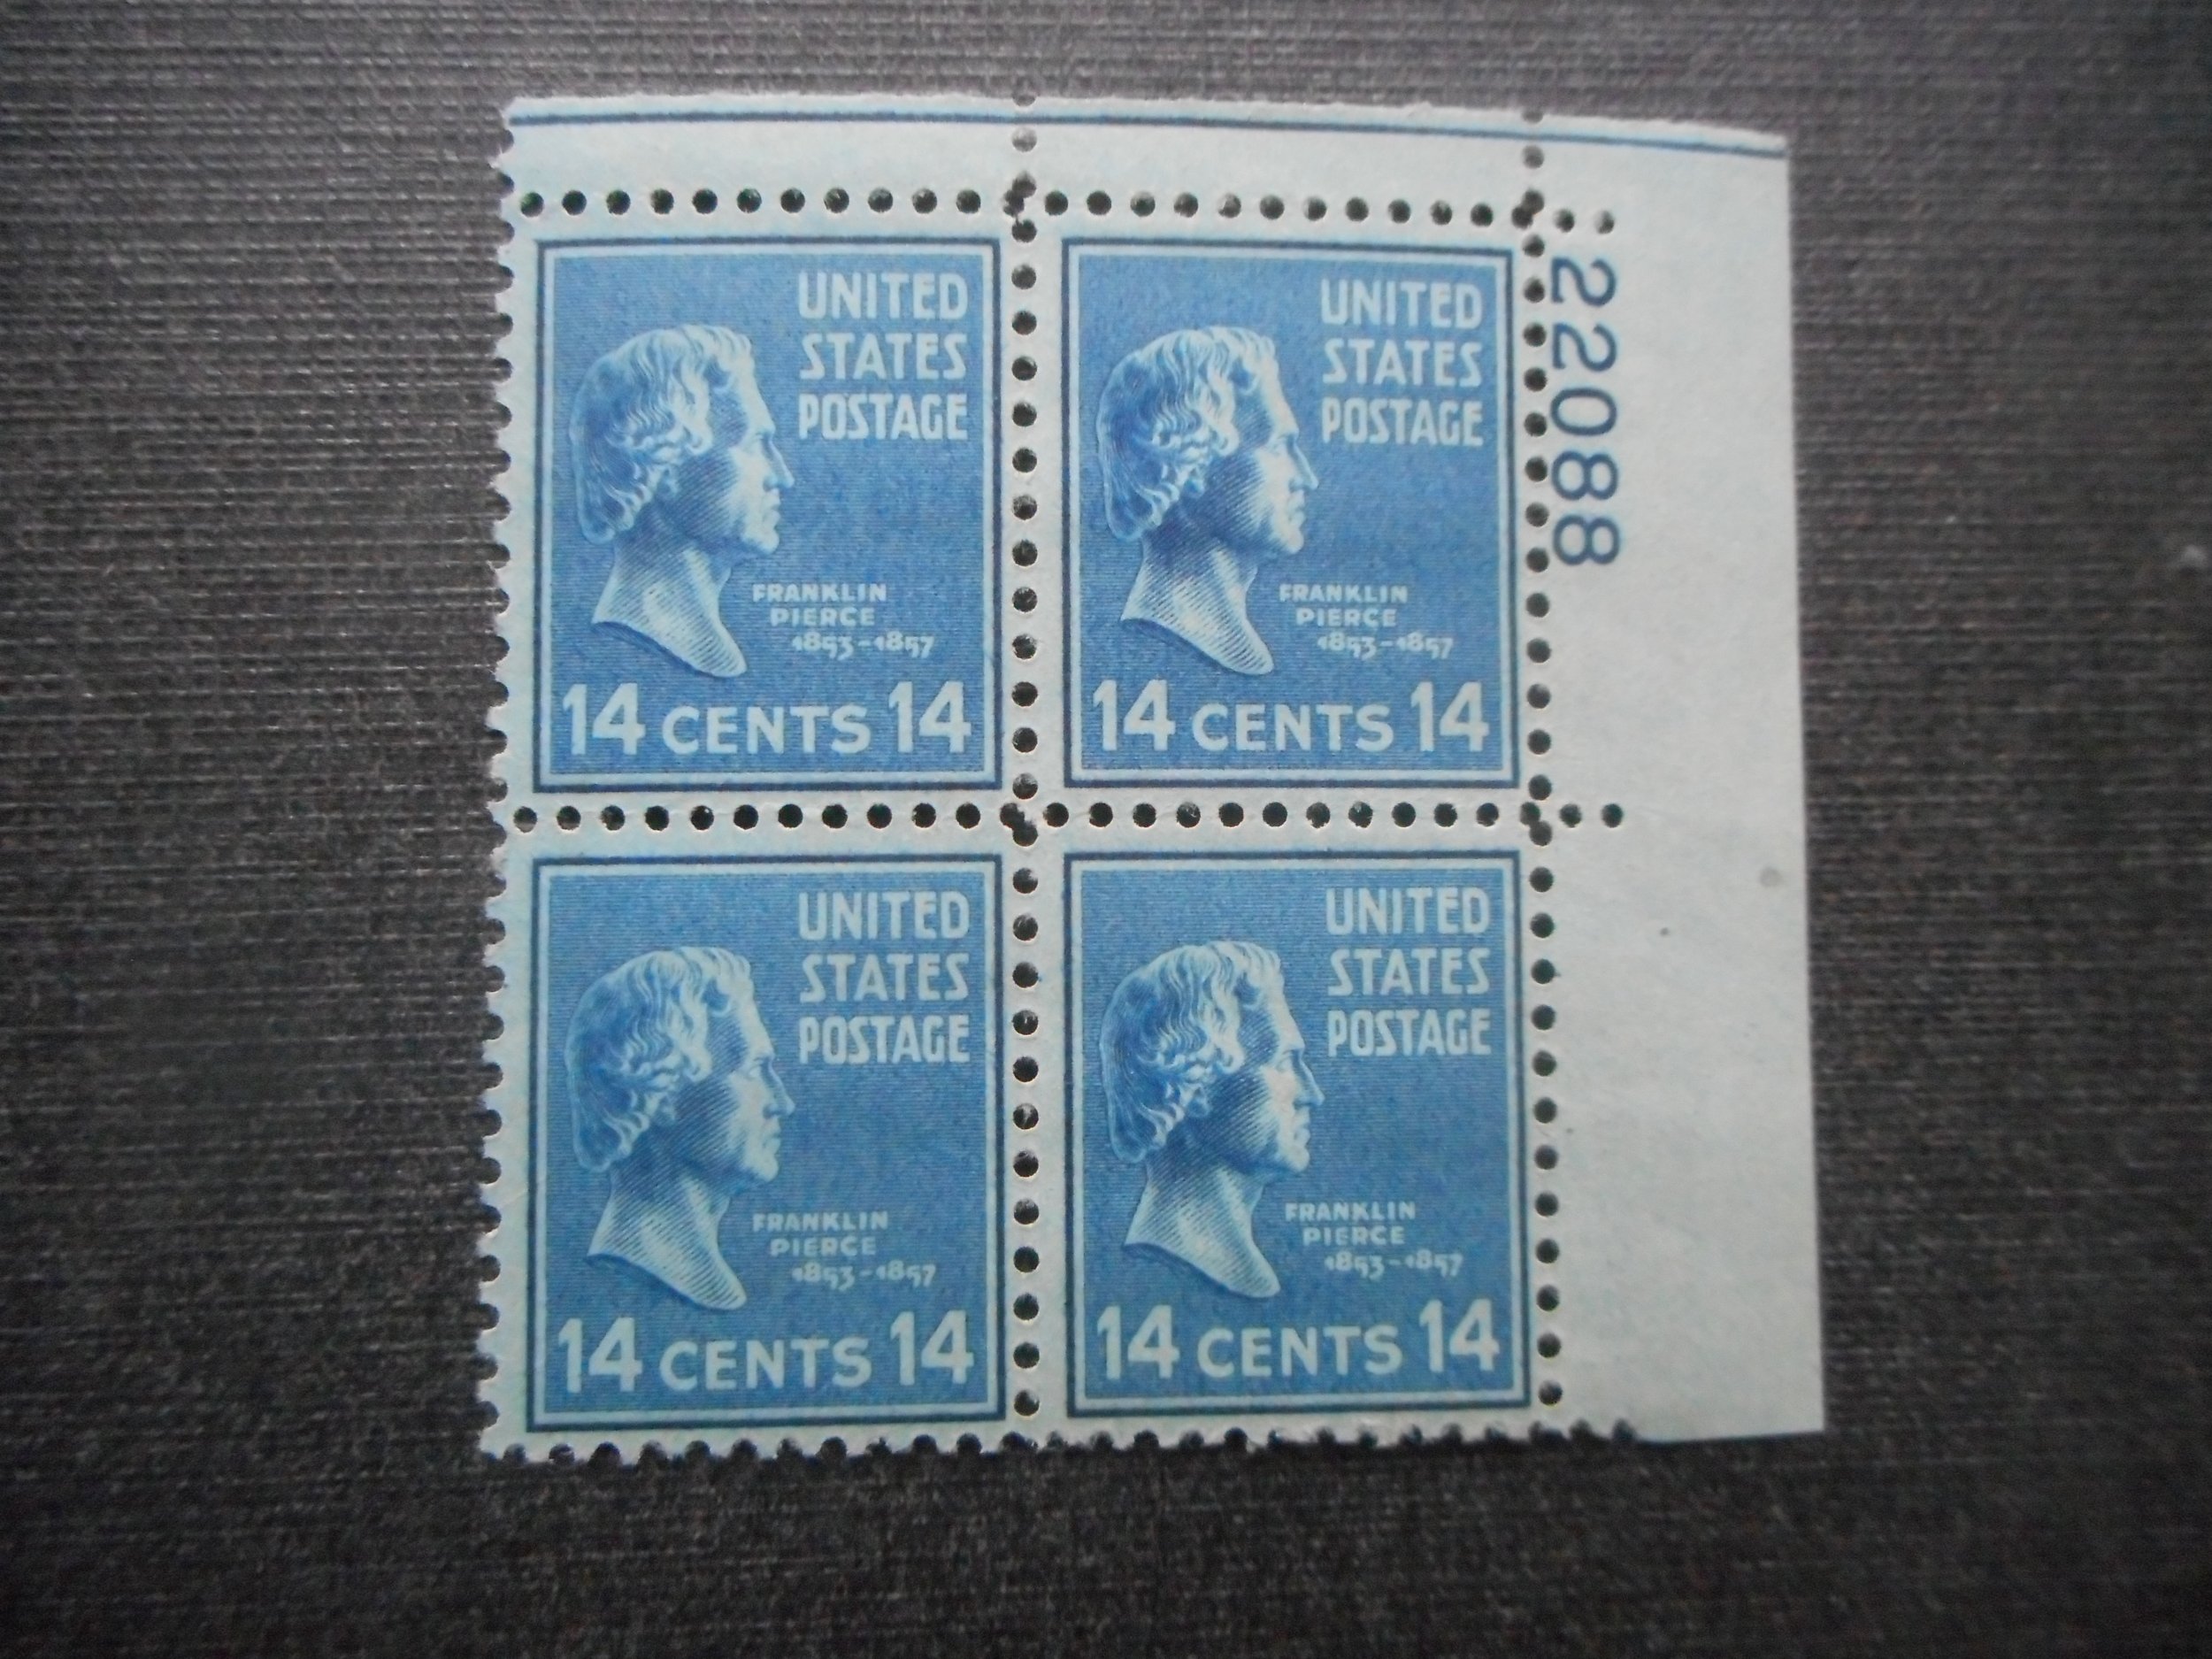 UNITED
STATES
POSTAGE
FRANKLIN
PIERCE
1853-1857
14 CENTS 14
UNITED
STATES
POSTAGE
FRANKLIN
PIERCE
1853-1857
14 CENTS 14
22088
UNITED
STATES
POSTAGE
FRANKLIN
PIERCE
1853-1857
14 CENTS 14
UNITED
STATES
POSTAGE
FRANKLIN
PIERCE
1853-1857
14 CENTS 14